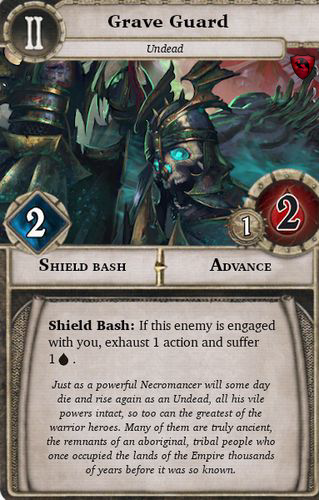 II
Grave Guard
Undead
2
1
2
SHIELD BASH
ADVANCE
Shield Bash: If this enemy is engaged
with you, exhaust 1 action and suffer
1 .
Just as a powerful Necromancer will some day
die and rise again as an Undead, all his vile
powers intact, so too can the greatest of the
warrior heroes. Many of them are truly ancient,
the remnants of an aboriginal, tribal people who
once occupied the lands of the Empire thousands
of years before it was so known.